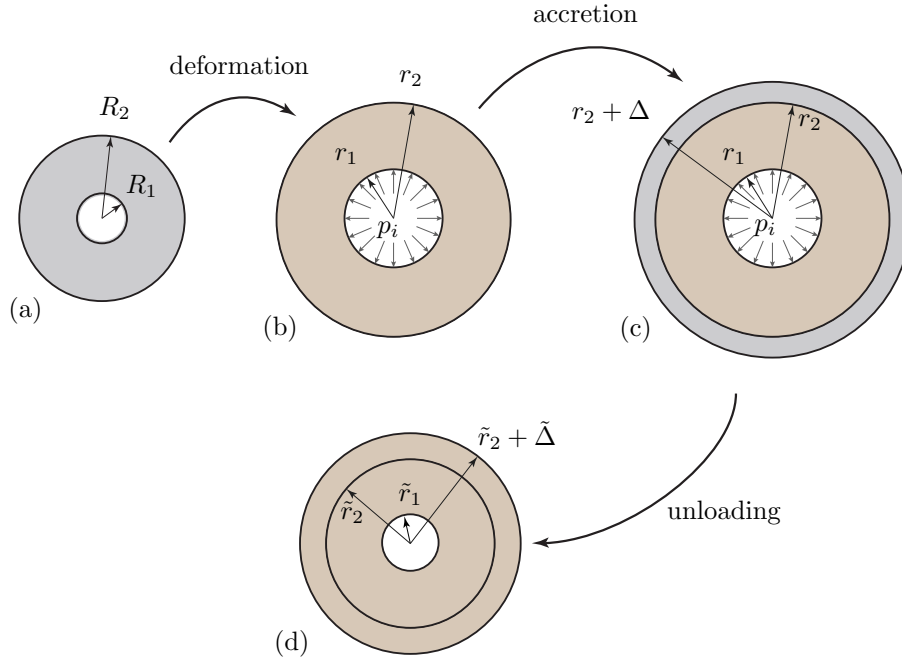 accretion
deformation
R₂
R₁
(a)
r₂
r₁
pᵢ
(b)
r₂ + Δ
r₂
r₁
pᵢ
(c)
r̃₂ + Δ̃
r̃₁
r̃₂
unloading
(d)